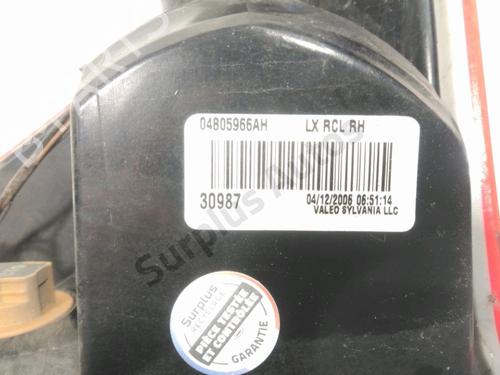 04805966AH LX RCL RH
30987 04/12/2006 06:51:14
VALEO SYLVANIA LLC
Surplus Autos
Surplus
RECYCLAGE
PIÈCE TESTÉE
ET CONTRÔLÉE
GARANTIE